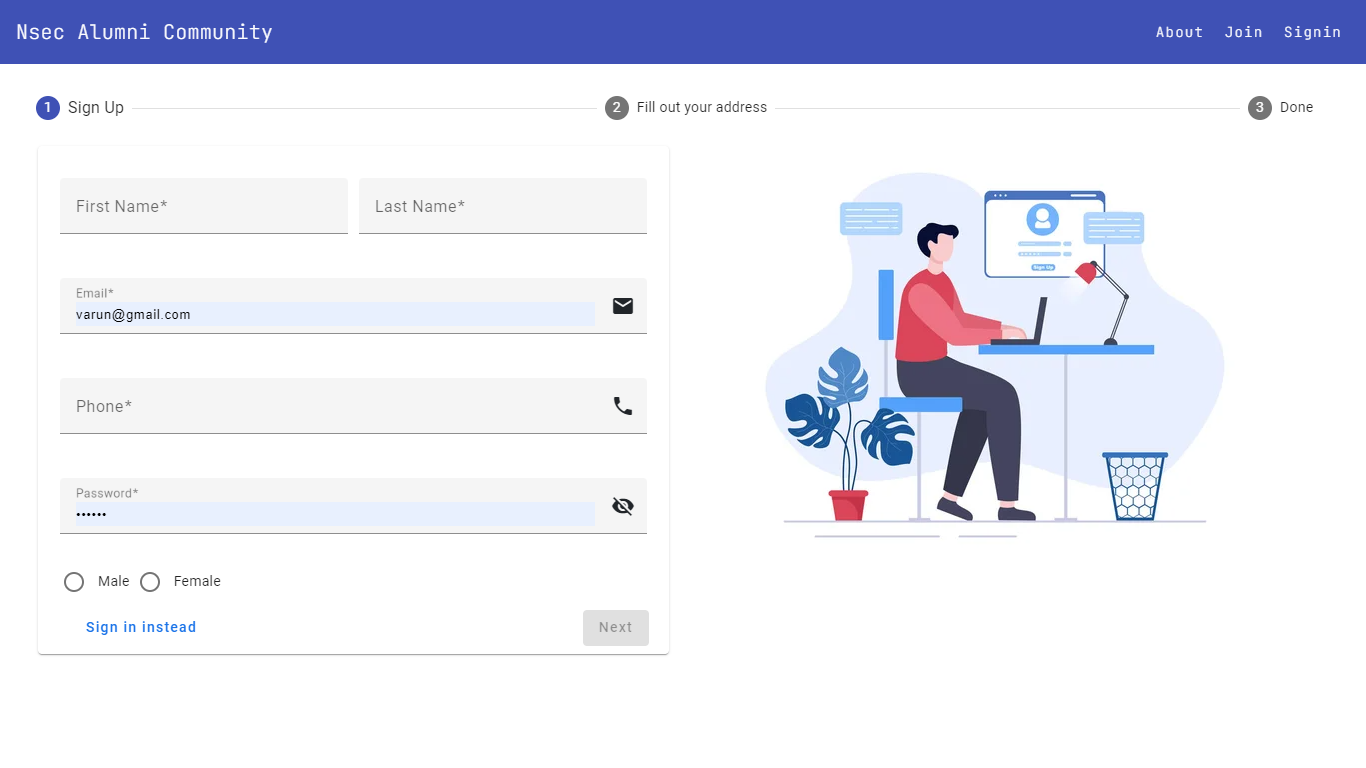 Nsec Alumni Community
About Join Signin
1 Sign Up
2 Fill out your address
3 Done
First Name*
Last Name*
Email*
varun@gmail.com
Phone*
Password*
••••••
Male Female
Sign in instead
Next
Sign Up